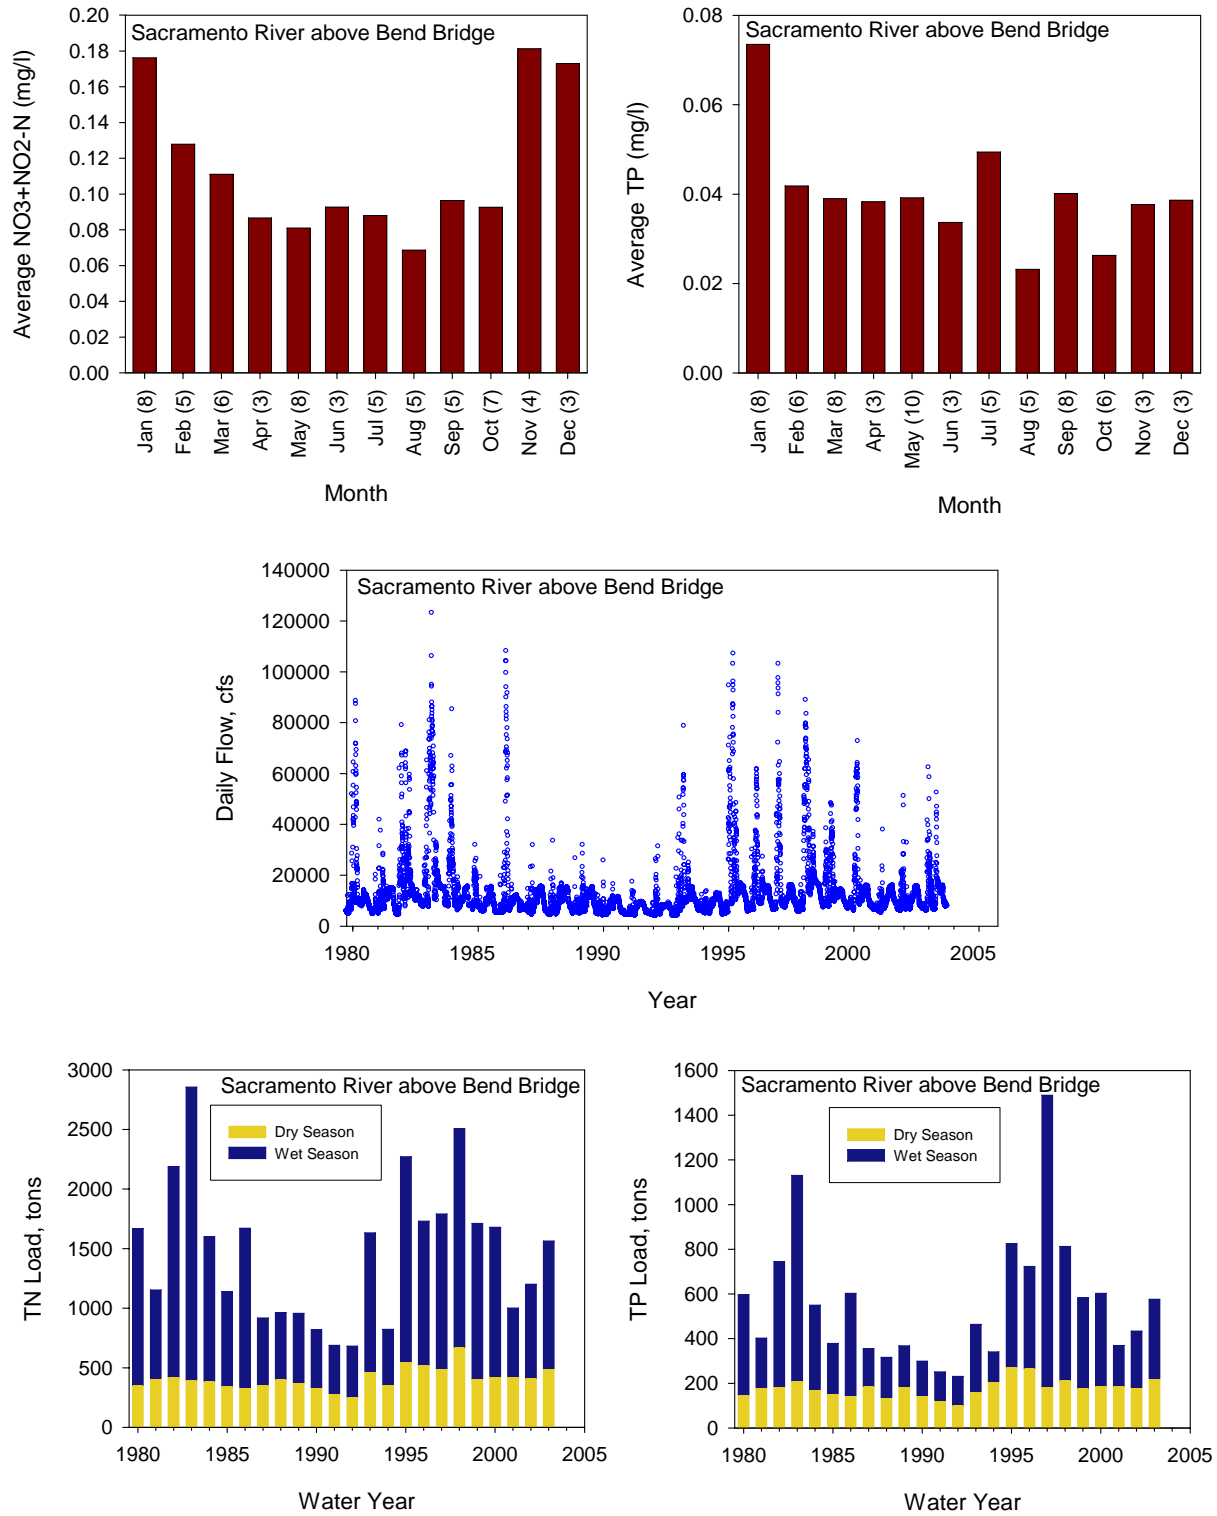 Sacramento River above Bend Bridge
Average NO3+NO2-N (mg/l)
0.20
0.18
0.16
0.14
0.12
0.10
0.08
0.06
0.04
0.02
0.00
Jan (8)
Feb (5)
Mar (6)
Apr (3)
May (8)
Jun (3)
Jul (5)
Aug (5)
Sep (5)
Oct (7)
Nov (4)
Dec (3)
Month
Sacramento River above Bend Bridge
Average TP (mg/l)
0.08
0.06
0.04
0.02
0.00
Jan (8)
Feb (6)
Mar (8)
Apr (3)
May (10)
Jun (3)
Jul (5)
Aug (5)
Sep (8)
Oct (6)
Nov (3)
Dec (3)
Month
Sacramento River above Bend Bridge
Daily Flow, cfs
140000
120000
100000
80000
60000
40000
20000
0
1980 1985 1990 1995 2000 2005
Year
Sacramento River above Bend Bridge
Dry Season
Wet Season
TN Load, tons
3000
2500
2000
1500
1000
500
0
1980 1985 1990 1995 2000 2005
Water Year
Sacramento River above Bend Bridge
Dry Season
Wet Season
TP Load, tons
1600
1400
1200
1000
800
600
400
200
0
1980 1985 1990 1995 2000 2005
Water Year